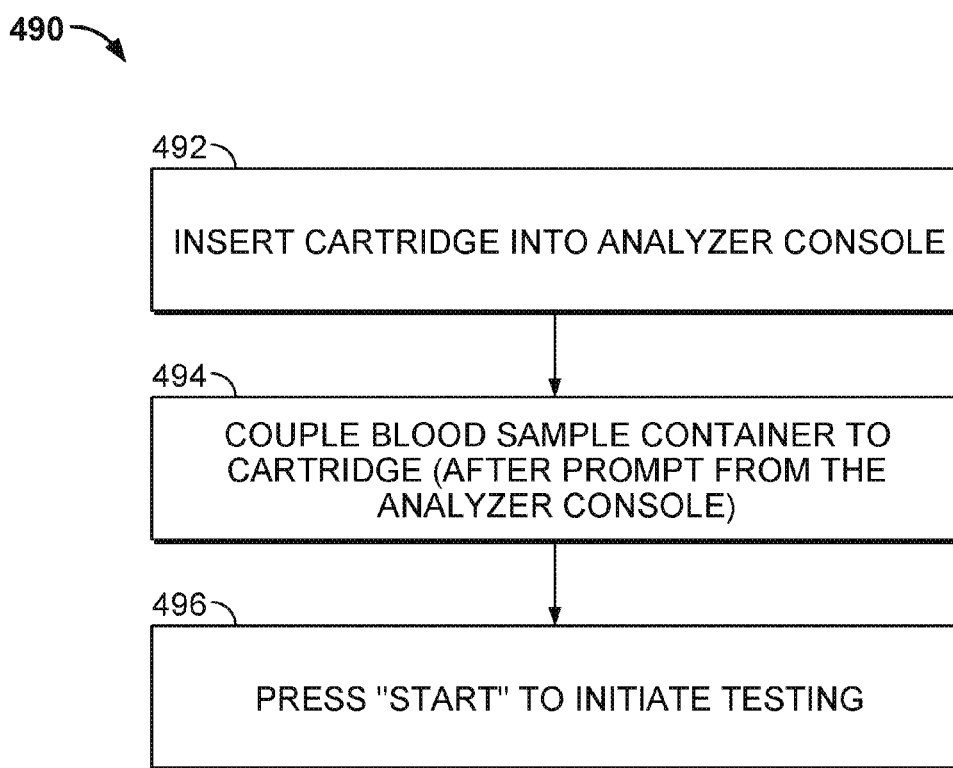 490
492
INSERT CARTRIDGE INTO ANALYZER CONSOLE
494
COUPLE BLOOD SAMPLE CONTAINER TO
CARTRIDGE (AFTER PROMPT FROM THE
ANALYZER CONSOLE)
496
PRESS "START" TO INITIATE TESTING